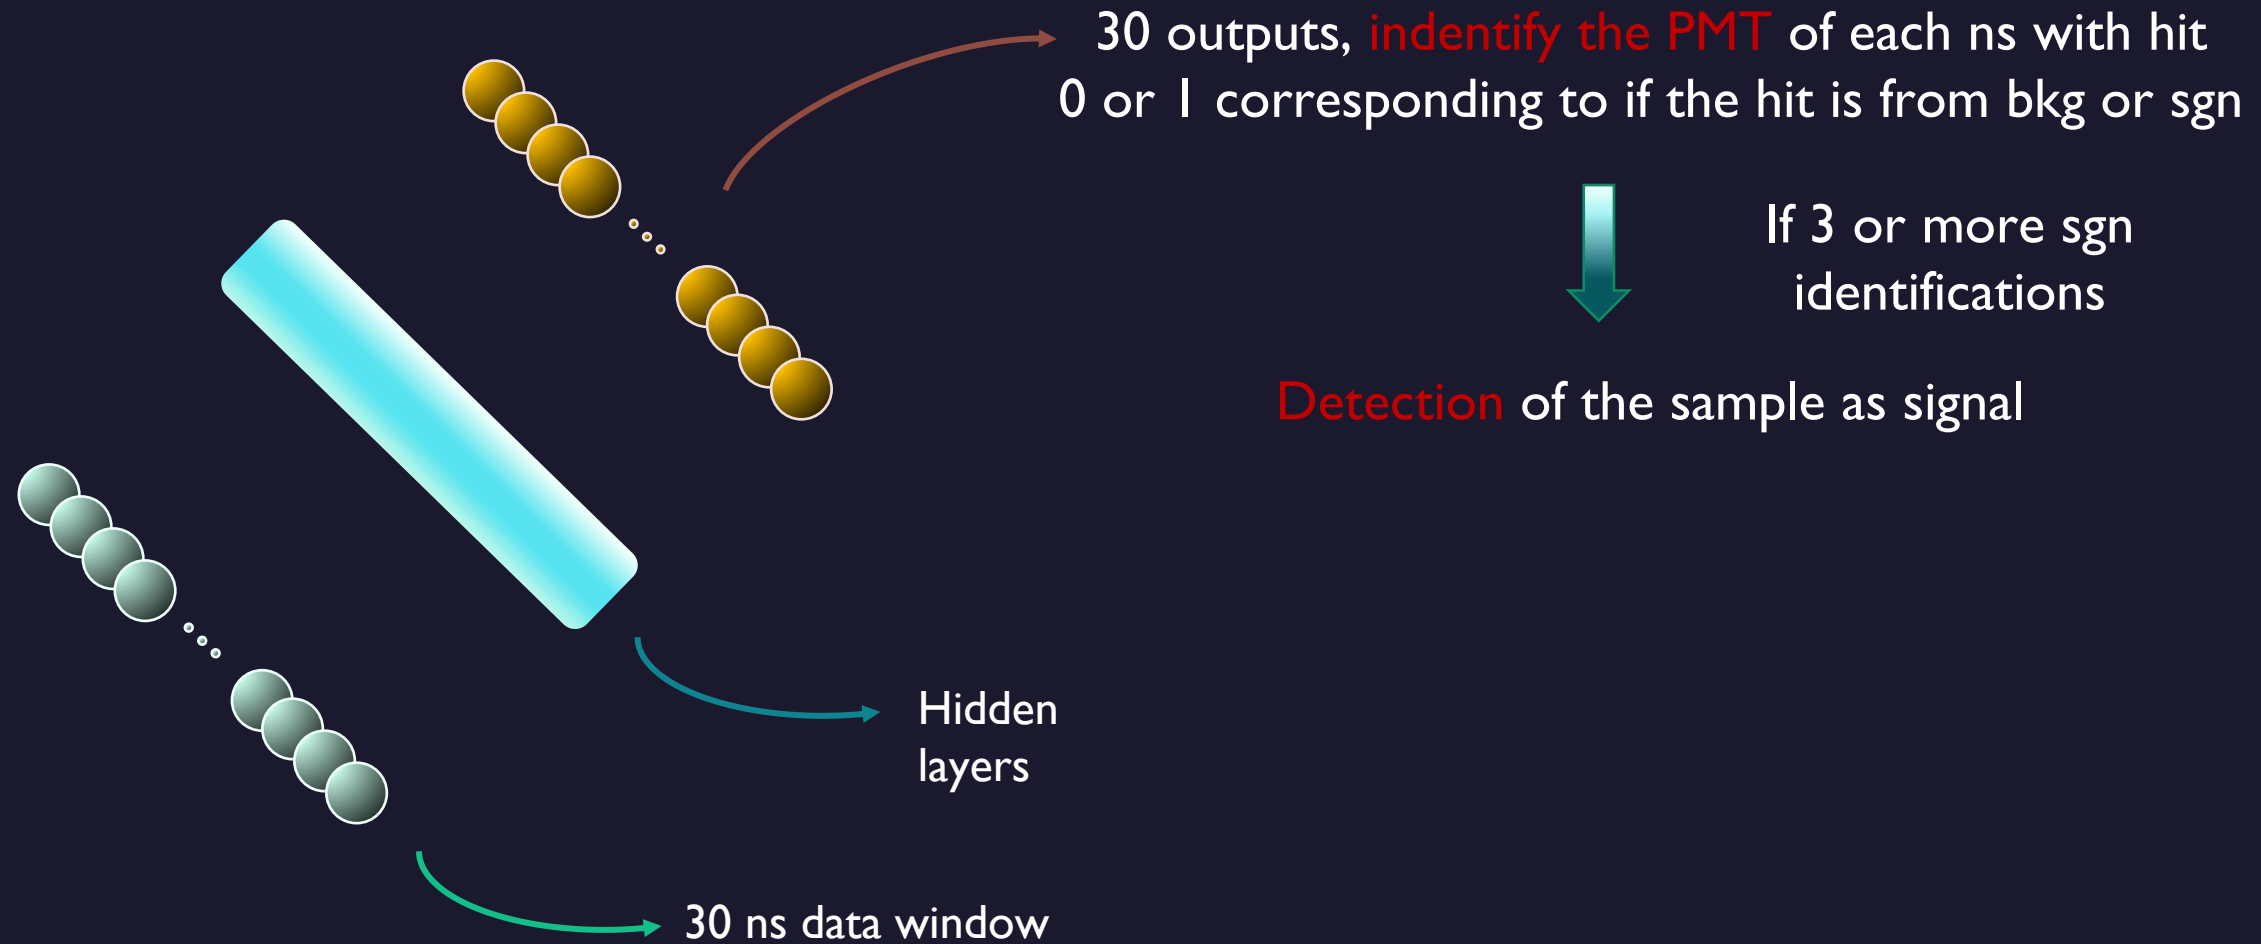 30 outputs, indentify the PMT of each ns with hit
0 or 1 corresponding to if the hit is from bkg or sgn
If 3 or more sgn
identifications
Detection of the sample as signal
Hidden
layers
30 ns data window